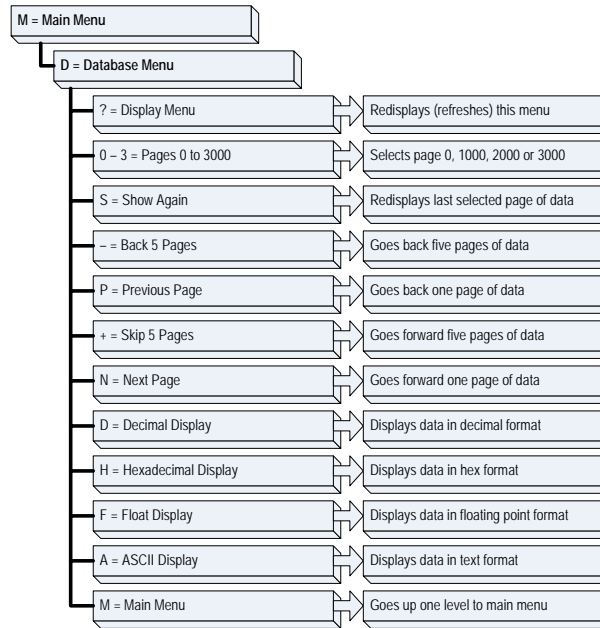 M = Main Menu
D = Database Menu
? = Display Menu
Redisplays (refreshes) this menu
0 – 3 = Pages 0 to 3000
Selects page 0, 1000, 2000 or 3000
S = Show Again
Redisplays last selected page of data
– = Back 5 Pages
Goes back five pages of data
P = Previous Page
Goes back one page of data
+ = Skip 5 Pages
Goes forward five pages of data
N = Next Page
Goes forward one page of data
D = Decimal Display
Displays data in decimal format
H = Hexadecimal Display
Displays data in hex format
F = Float Display
Displays data in floating point format
A = ASCII Display
Displays data in text format
M = Main Menu
Goes up one level to main menu